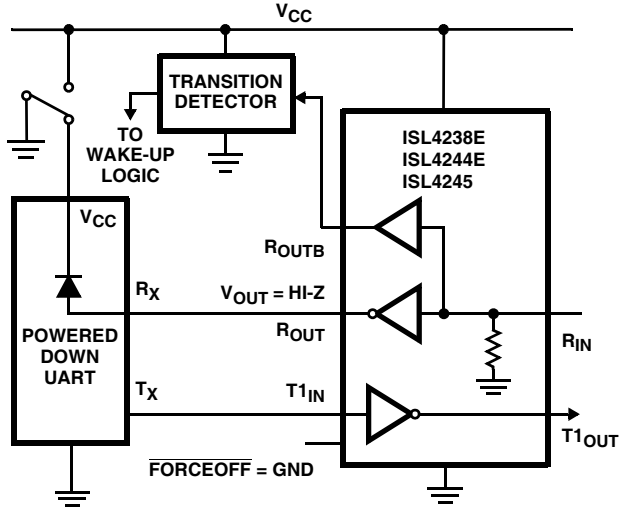 VCC
TRANSITION
DETECTOR
TO
WAKE-UP
LOGIC
ISL4238E
ISL4244E
ISL4245
VCC
ROUTB
RX
VOUT = HI-Z
ROUT
RIN
POWERED
DOWN
UART
TX
T1IN
T1OUT
FORCEOFF = GND